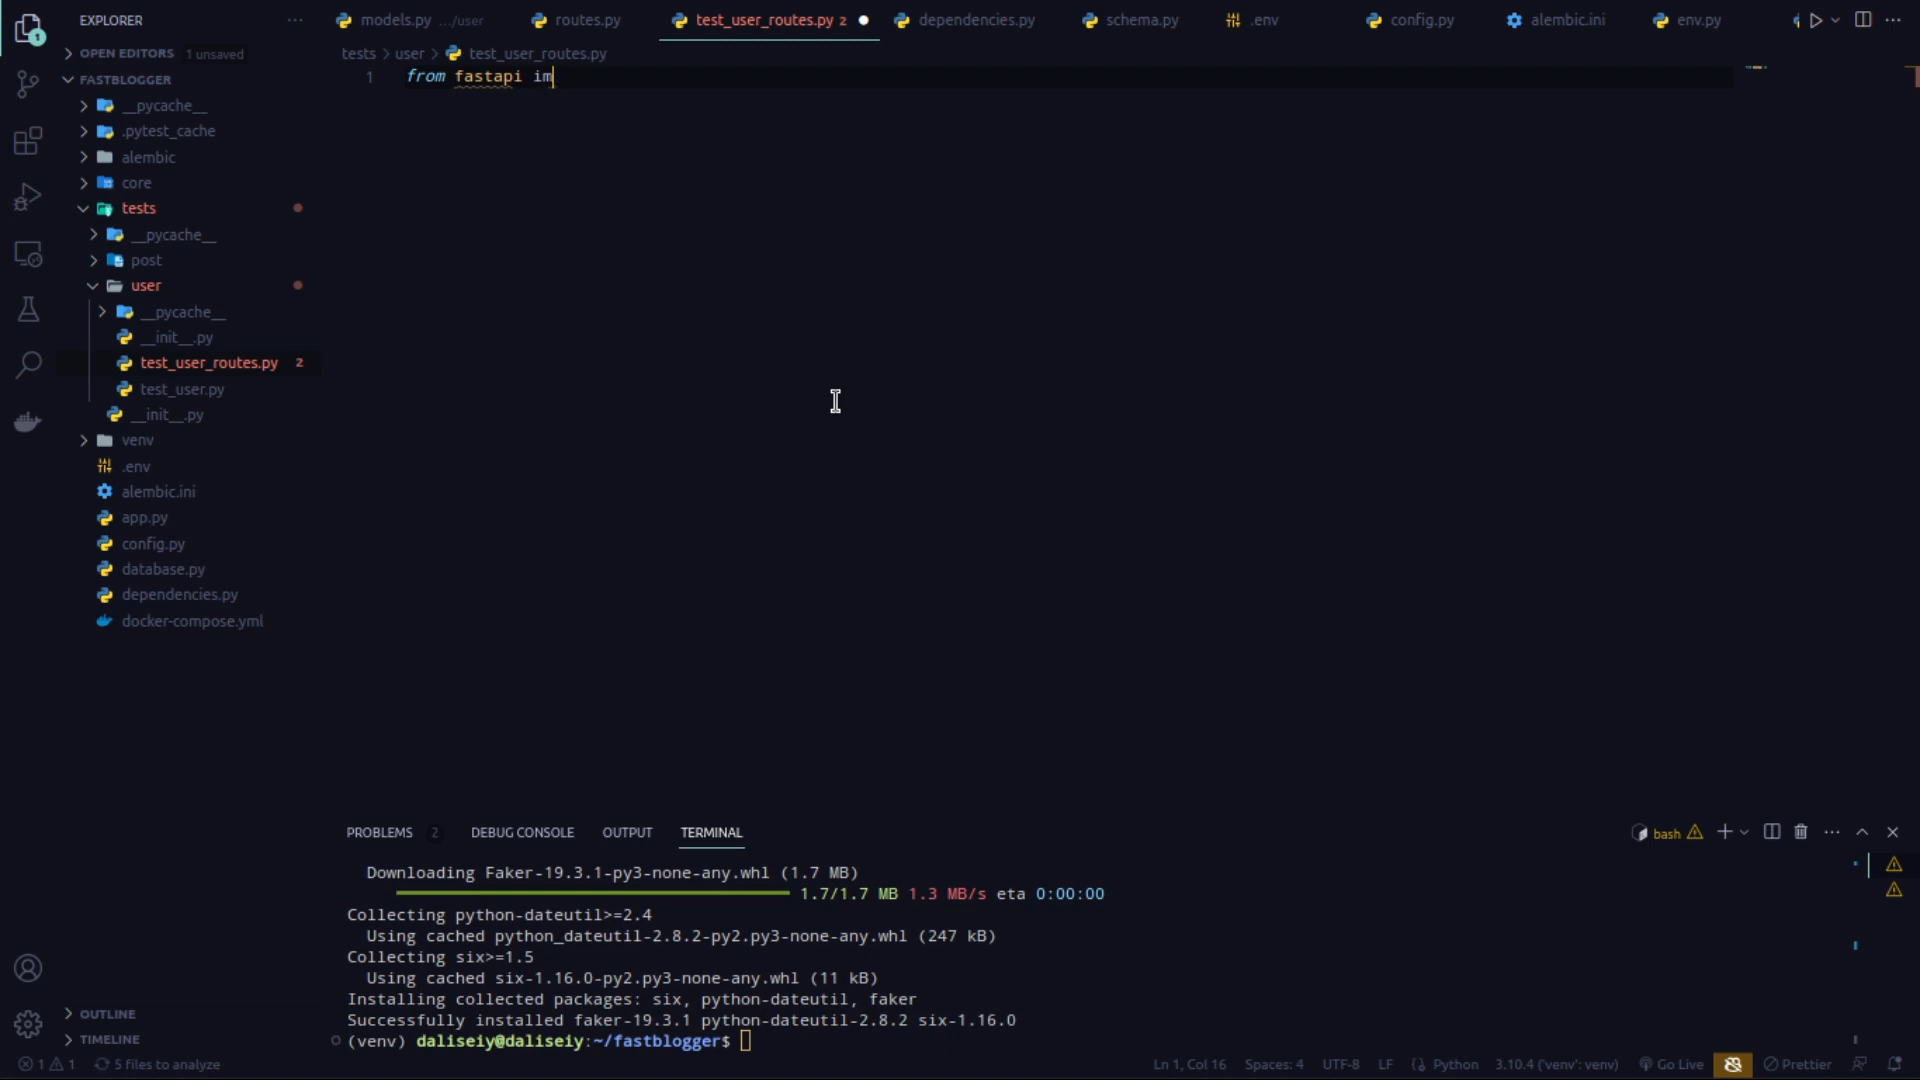 EXPLORER
OPEN EDITORS 1 unsaved
FASTBLOGGER
__pycache__
.pytest_cache
alembic
core
tests
__pycache__
post
user
__pycache__
__init__.py
test_user_routes.py 2
test_user.py
__init__.py
venv
.env
alembic.ini
app.py
config.py
database.py
dependencies.py
docker-compose.yml
OUTLINE
TIMELINE
models.py .../user routes.py test_user_routes.py 2 dependencies.py schema.py .env config.py alembic.ini env.py
tests > user > test_user_routes.py
1 from fastapi im
PROBLEMS 2 DEBUG CONSOLE OUTPUT TERMINAL
bash
Downloading Faker-19.3.1-py3-none-any.whl (1.7 MB)
1.7/1.7 MB 1.3 MB/s eta 0:00:00
Collecting python-dateutil>=2.4
Using cached python_dateutil-2.8.2-py2.py3-none-any.whl (247 kB)
Collecting six>=1.5
Using cached six-1.16.0-py2.py3-none-any.whl (11 kB)
Installing collected packages: six, python-dateutil, faker
Successfully installed faker-19.3.1 python-dateutil-2.8.2 six-1.16.0
(venv) daliseiy@daliseiy:~/fastblogger$
1 1 5 files to analyze Ln 1, Col 16 Spaces: 4 UTF-8 LF Python 3.10.4 ('venv': venv) Go Live Prettier